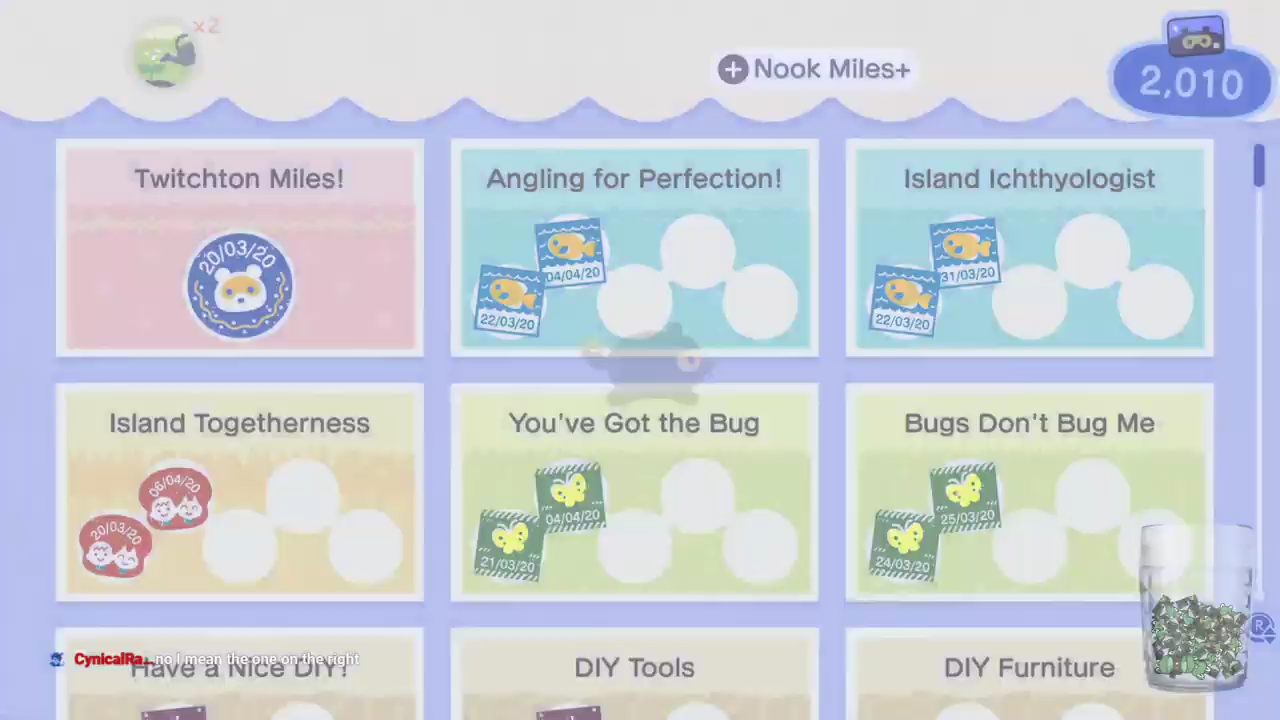 x2
Nook Miles+
2,010
Twitchton Miles!
20/03/20
Angling for Perfection!
22/03/20
04/04/20
Island Ichthyologist
22/03/20
31/03/20
Island Togetherness
20/03/20
06/04/20
You've Got the Bug
21/03/20
04/04/20
Bugs Don't Bug Me
24/03/20
25/03/20
R
CynicalRa... no I mean the one on the right
Have a Nice DIY!
DIY Tools
DIY Furniture